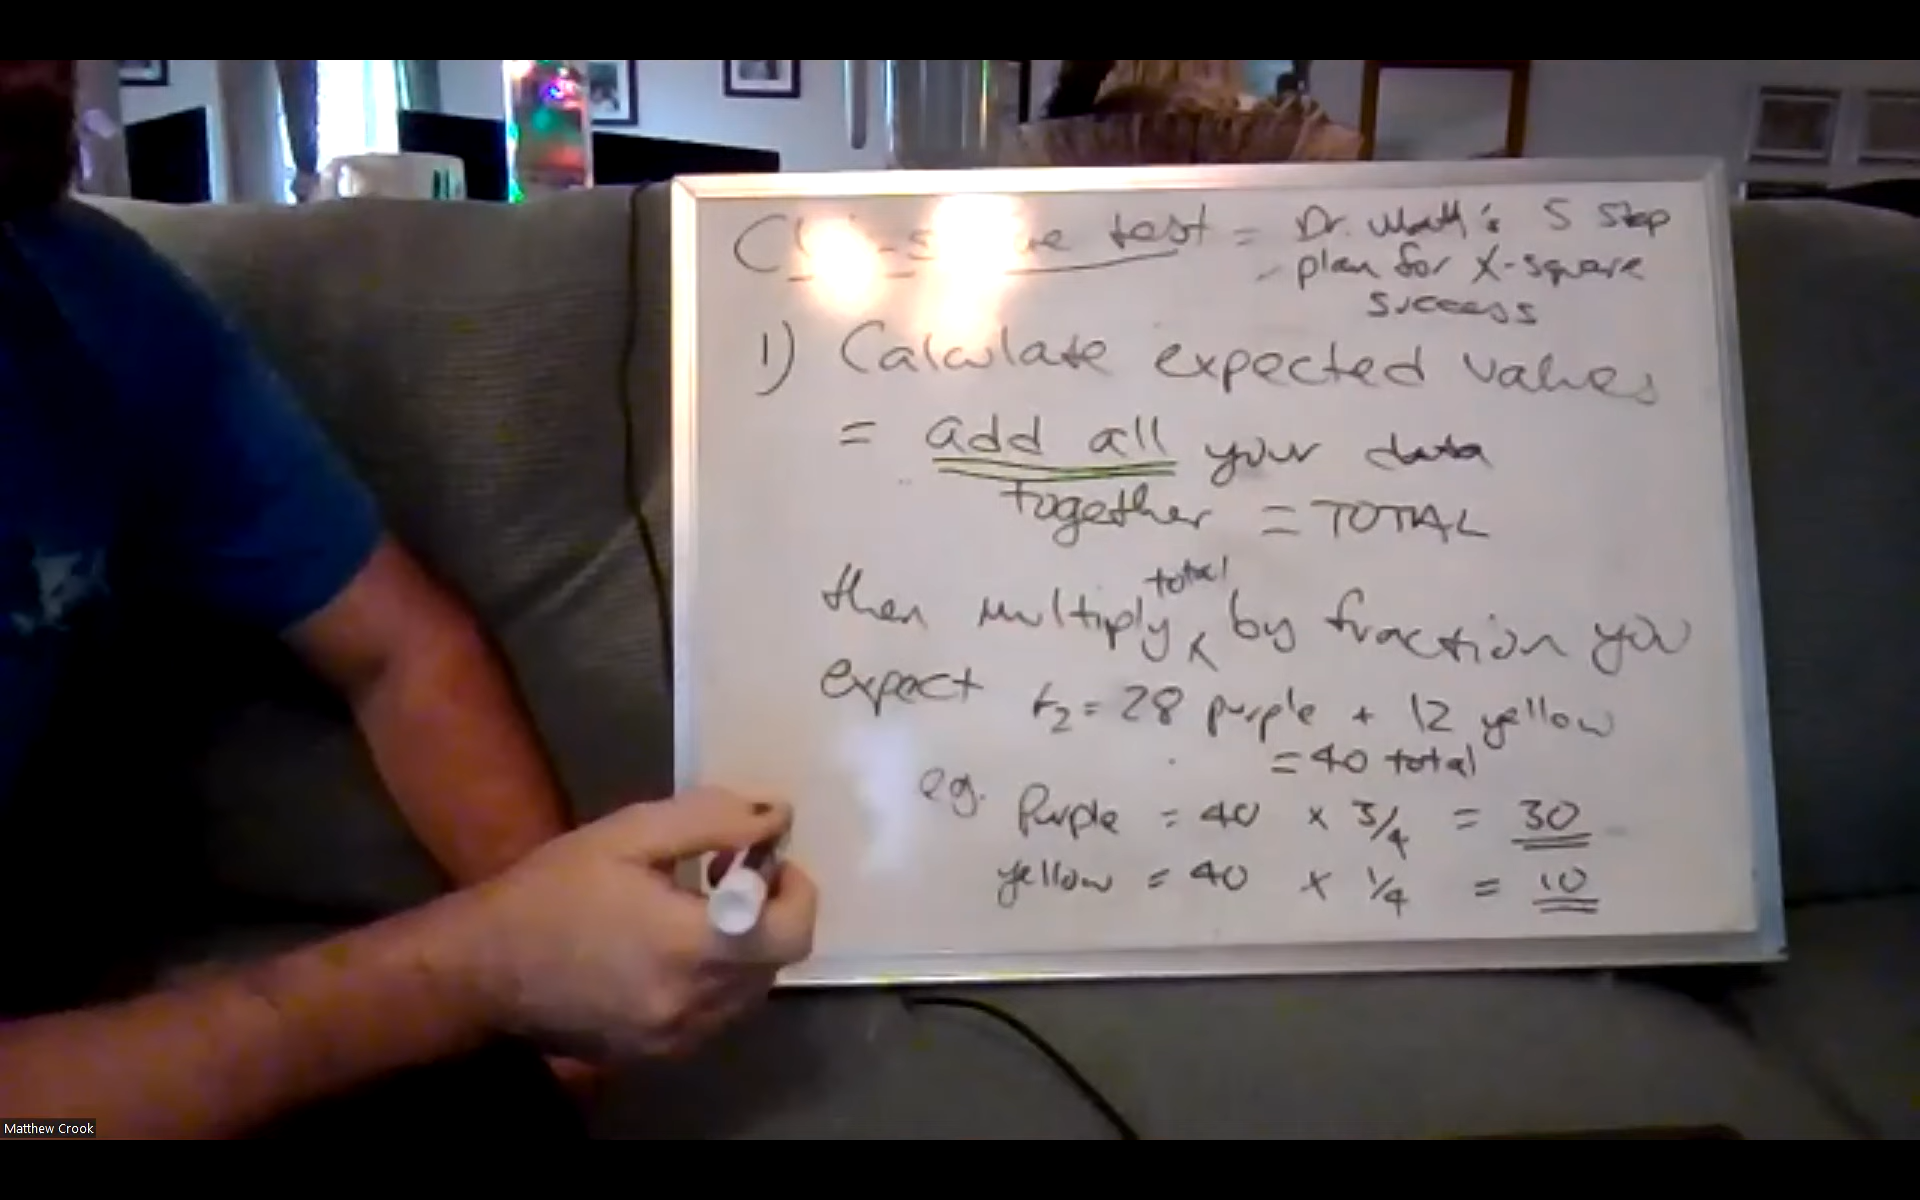 test = Dr. Matt's 5 step
plan for X-square
success
1) Calculate expected values
= add all your data
together = TOTAL
then multiply total by fraction you
expect F2 = 28 purple + 12 yellow
= 40 total
eg. Purple = 40 x 3/4 = 30
yellow = 40 x 1/4 = 10
Matthew Crook